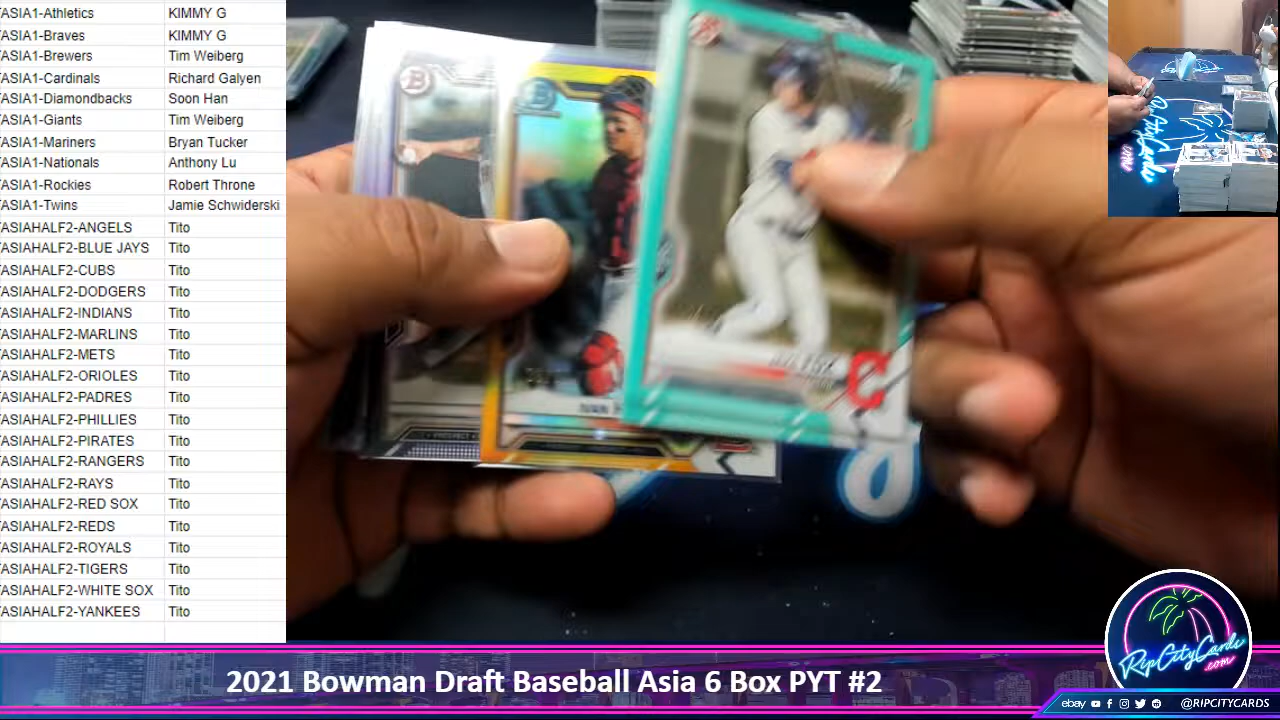 ASIA1-Athletics KIMMY G
ASIA1-Braves KIMMY G
ASIA1-Brewers Tim Weiberg
ASIA1-Cardinals Richard Galyen
ASIA1-Diamondbacks Soon Han
ASIA1-Giants Tim Weiberg
ASIA1-Mariners Bryan Tucker
ASIA1-Nationals Anthony Lu
ASIA1-Rockies Robert Throne
ASIA1-Twins Jamie Schwiderski
ASIAHALF2-ANGELS Tito
ASIAHALF2-BLUE JAYS Tito
ASIAHALF2-CUBS Tito
ASIAHALF2-DODGERS Tito
ASIAHALF2-INDIANS Tito
ASIAHALF2-MARLINS Tito
ASIAHALF2-METS Tito
ASIAHALF2-ORIOLES Tito
ASIAHALF2-PADRES Tito
ASIAHALF2-PHILLIES Tito
ASIAHALF2-PIRATES Tito
ASIAHALF2-RANGERS Tito
ASIAHALF2-RAYS Tito
ASIAHALF2-RED SOX Tito
ASIAHALF2-REDS Tito
ASIAHALF2-ROYALS Tito
ASIAHALF2-TIGERS Tito
ASIAHALF2-WHITE SOX Tito
ASIAHALF2-YANKEES Tito
PROSPECT
IVAN
C
RipCityCards
.com
2021 Bowman Draft Baseball Asia 6 Box PYT #2
ebay @RIPCITYCARDS